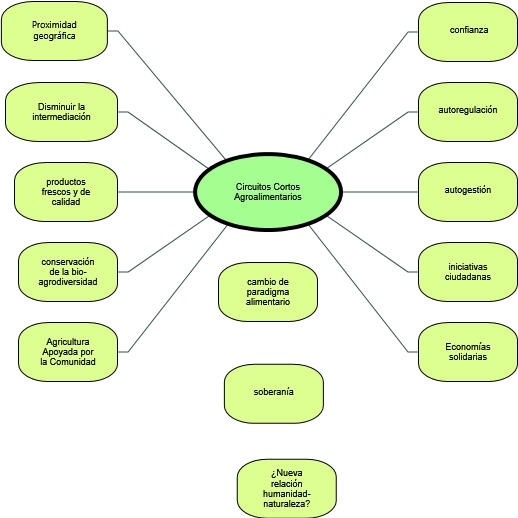 Proximidad
geográfica
Disminuir la
intermediación
productos
frescos y de
calidad
conservación
de la bio-
agrodiversidad
Agricultura
Apoyada por
la Comunidad
Circuitos Cortos
Agroalimentarios
cambio de
paradigma
alimentario
soberanía
¿Nueva
relación
humanidad-
naturaleza?
confianza
autoregulación
autogestión
iniciativas
ciudadanas
Economías
solidarias